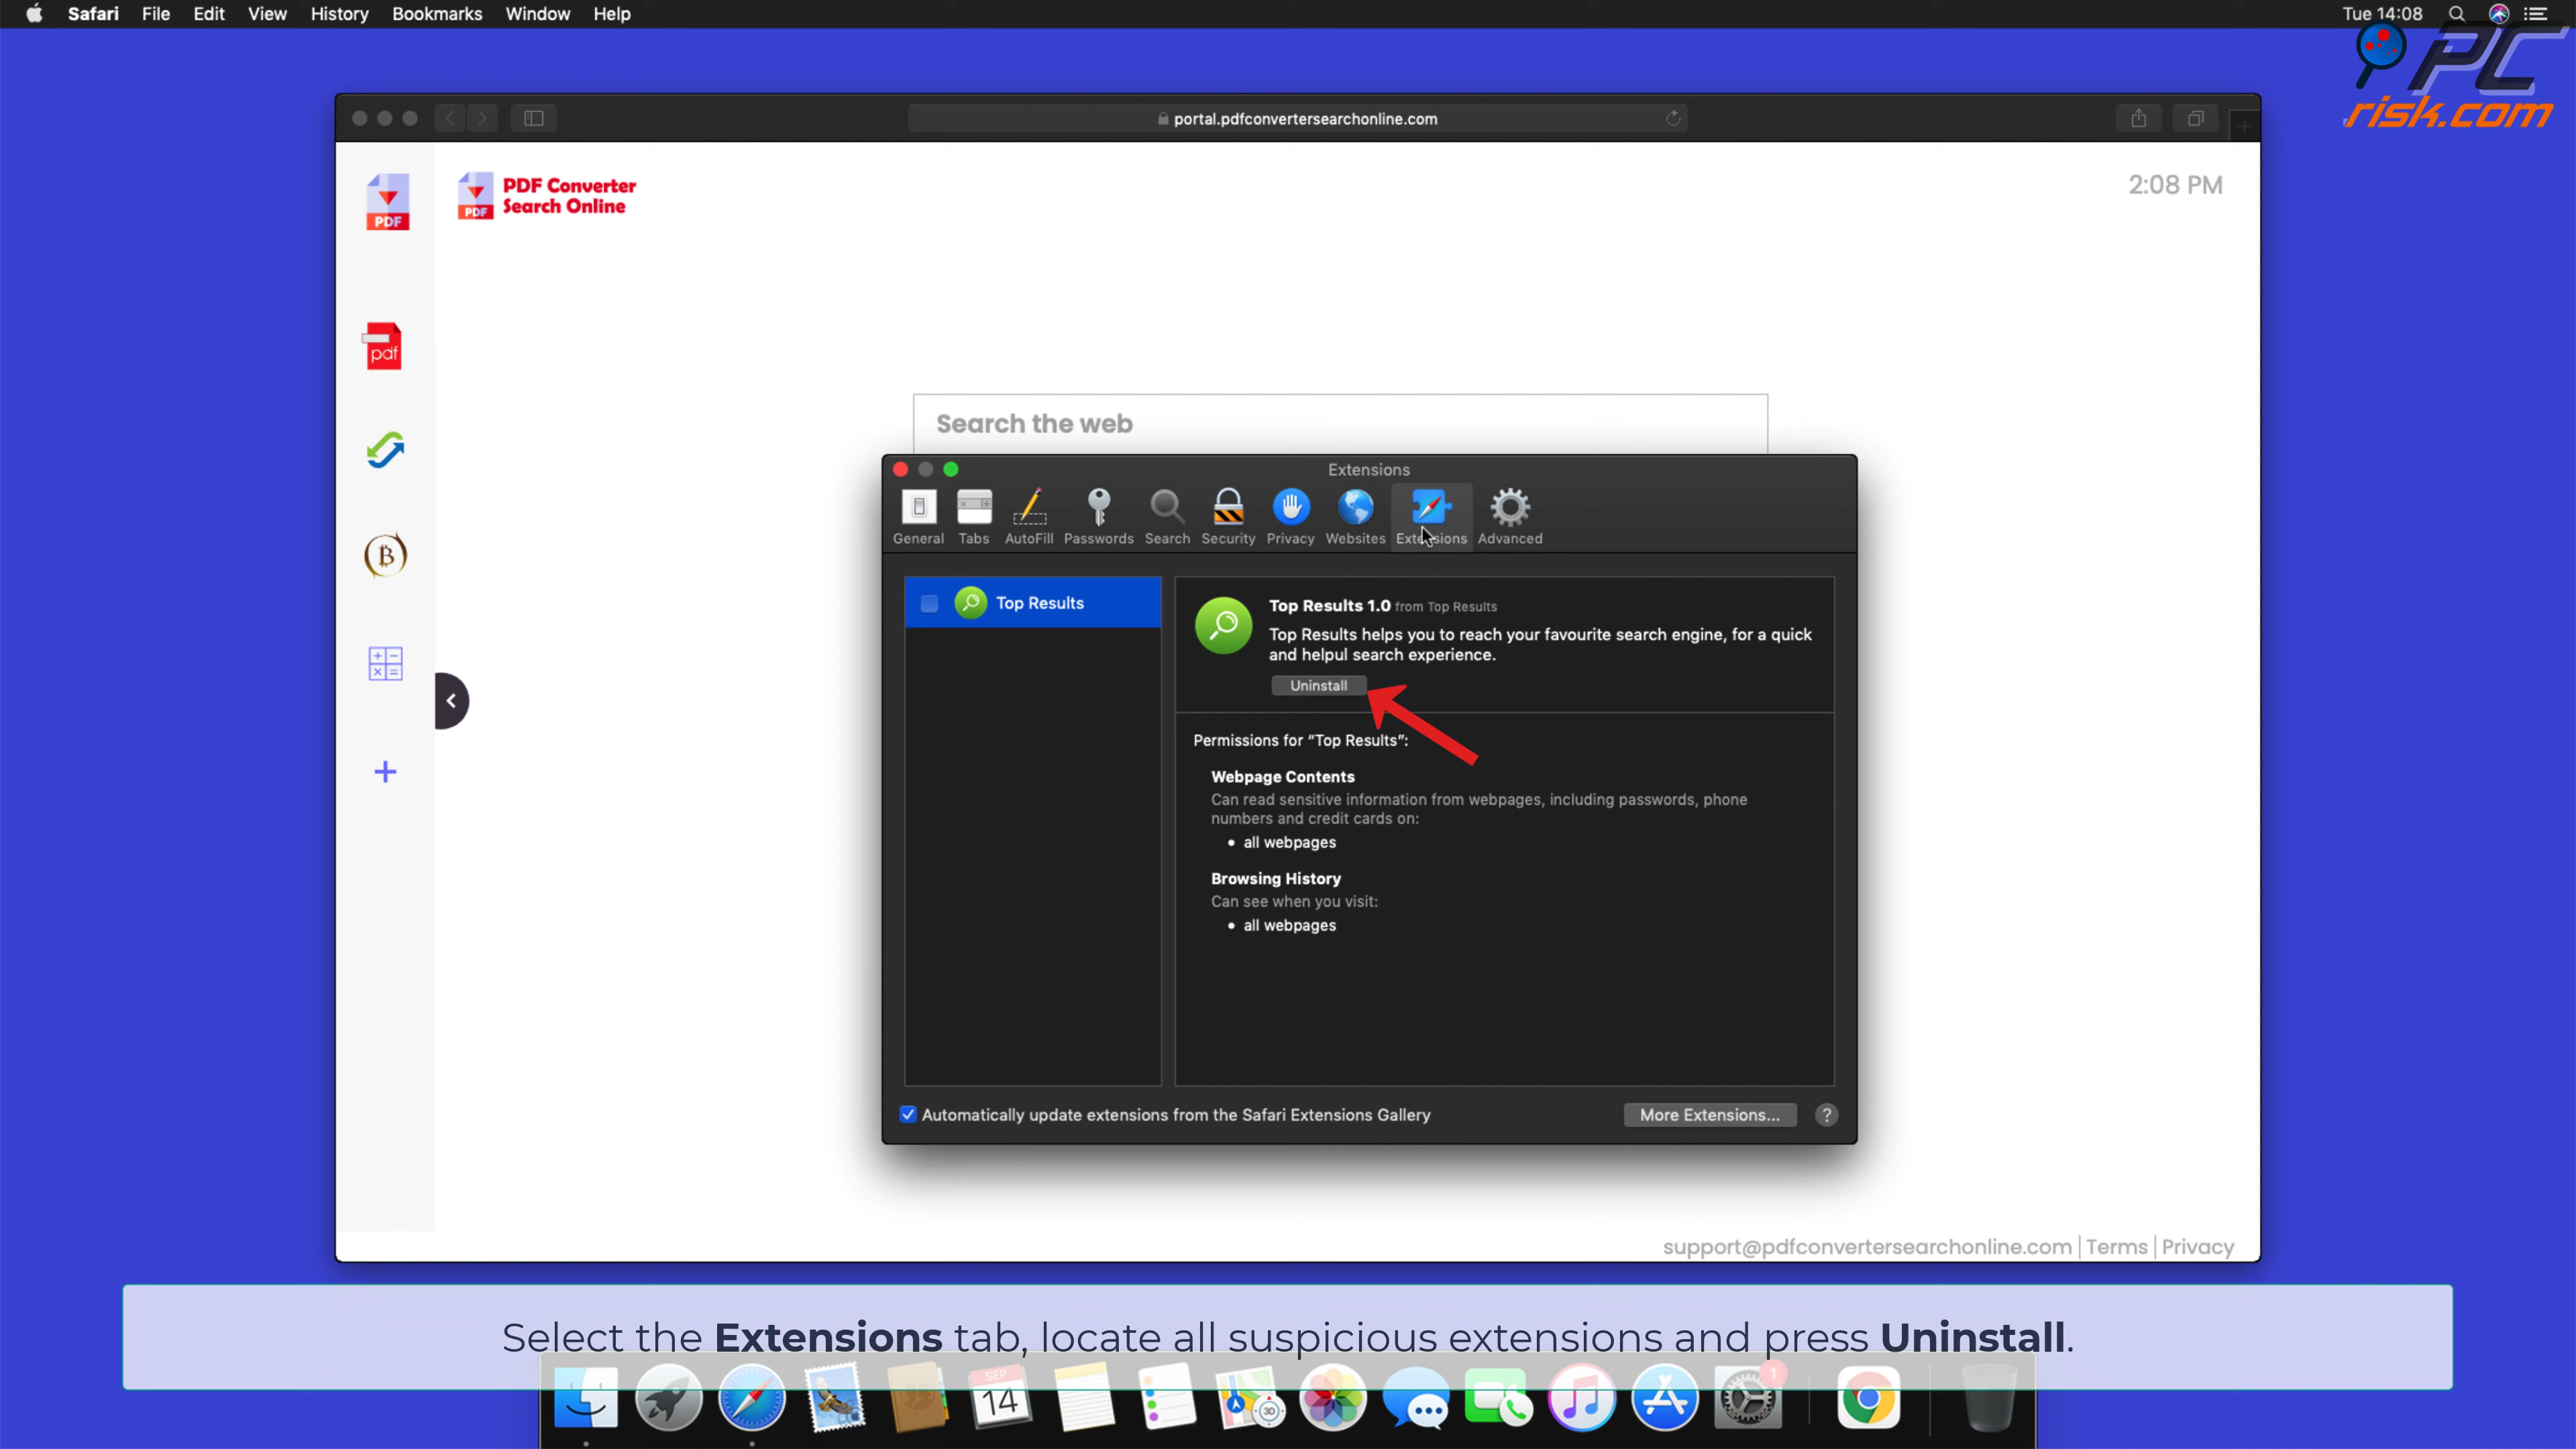 Safari File Edit View History Bookmarks Window Help Tue 14:08
PC
risk.com
portal.pdfconvertersearchonline.com
PDF
PDF
PDF Converter
Search Online
2:08 PM
pdf
Search the web
Extensions
General Tabs AutoFill Passwords Search Security Privacy Websites Extensions Advanced
Top Results
Top Results 1.0 from Top Results
Top Results helps you to reach your favourite search engine, for a quick
and helpul search experience.
Uninstall
Permissions for “Top Results”:
Webpage Contents
Can read sensitive information from webpages, including passwords, phone
numbers and credit cards on:
• all webpages
Browsing History
Can see when you visit:
• all webpages
Automatically update extensions from the Safari Extensions Gallery
More Extensions... ?
support@pdfconvertersearchonline.com | Terms | Privacy
Select the Extensions tab, locate all suspicious extensions and press Uninstall.
SEP
14
30
1